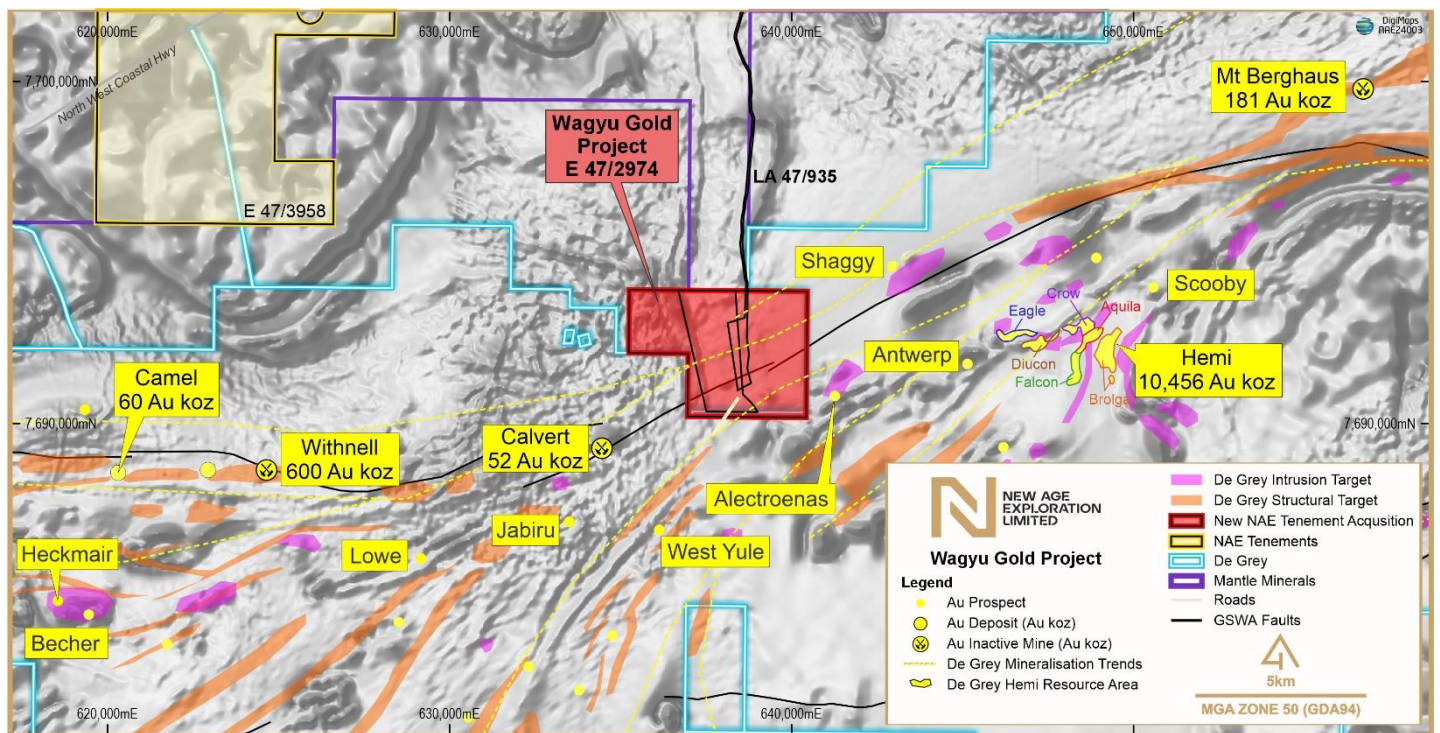 620,000mE
630,000mE
640,000mE
650,000mE
DigiMaps
NAE24003
7,700,000mN
North West Coastal Hwy
Mt Berghaus
181 Au koz
Wagyu Gold
Project
E 47/2974
LA 47/935
E 47/3958
Shaggy
Scooby
Eagle
Crow
Aquila
Diucon
Falcon
Brolga
Antwerp
Hemi
10,456 Au koz
Camel
60 Au koz
7,690,000mN
7,690,000mN
Withnell
600 Au koz
Calvert
52 Au koz
Alectroenas
Jabiru
West Yule
Lowe
Heckmair
Becher
NEW AGE
EXPLORATION
LIMITED
Wagyu Gold Project
Legend
Au Prospect
Au Deposit (Au koz)
Au Inactive Mine (Au koz)
De Grey Mineralisation Trends
De Grey Hemi Resource Area
De Grey Intrusion Target
De Grey Structural Target
New NAE Tenement Acqusition
NAE Tenements
De Grey
Mantle Minerals
Roads
GSWA Faults
5km
MGA ZONE 50 (GDA94)
620,000mE
630,000mE
640,000mE